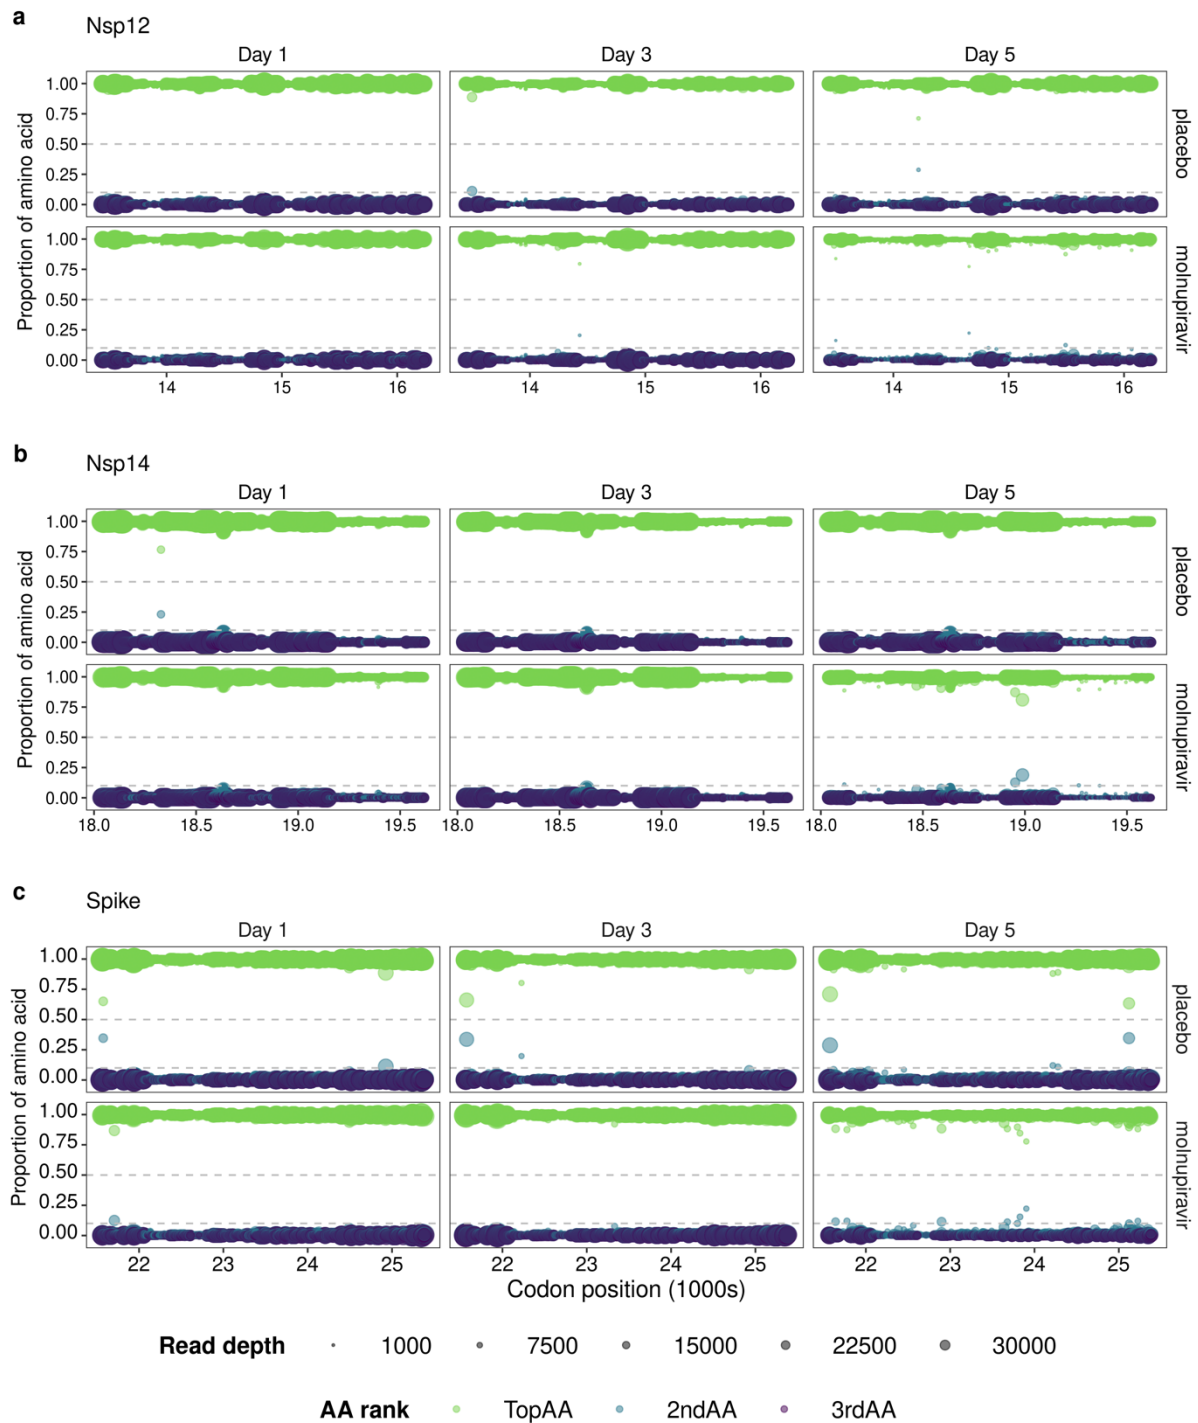 a
Nsp12
Day 1 Day 3 Day 5
Proportion of amino acid
1.00
0.75
0.50
0.25
0.00
placebo
1.00
0.75
0.50
0.25
0.00
molnupiravir
14 15 16 14 15 16 14 15 16
b
Nsp14
Day 1 Day 3 Day 5
Proportion of amino acid
1.00
0.75
0.50
0.25
0.00
placebo
1.00
0.75
0.50
0.25
0.00
molnupiravir
18.0 18.5 19.0 19.5 18.0 18.5 19.0 19.5 18.0 18.5 19.0 19.5
c
Spike
Day 1 Day 3 Day 5
Proportion of amino acid
1.00
0.75
0.50
0.25
0.00
placebo
1.00
0.75
0.50
0.25
0.00
molnupiravir
22 23 24 25 22 23 24 25 22 23 24 25
Codon position (1000s)
Read depth 1000 7500 15000 22500 30000
AA rank TopAA 2ndAA 3rdAA